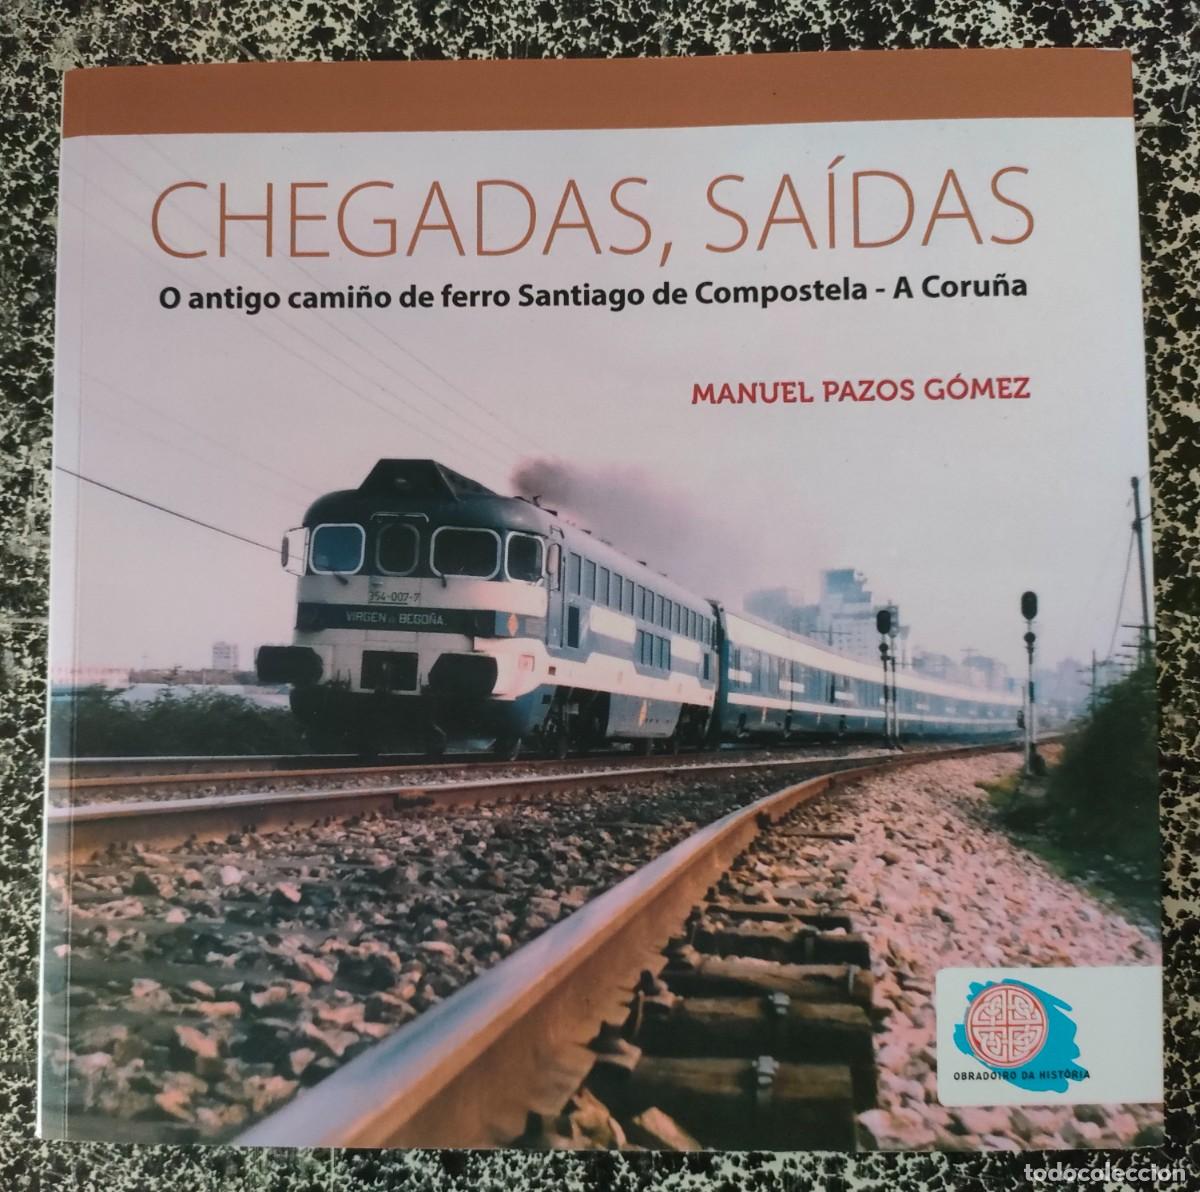 CHEGADAS, SAÍDAS
O antigo camiño de ferro Santiago de Compostela - A Coruña
MANUEL PAZOS GÓMEZ
354-007-7
VIRGEN DE BEGOÑA
OBRADOIRO DA HISTÓRIA
todocoleccion